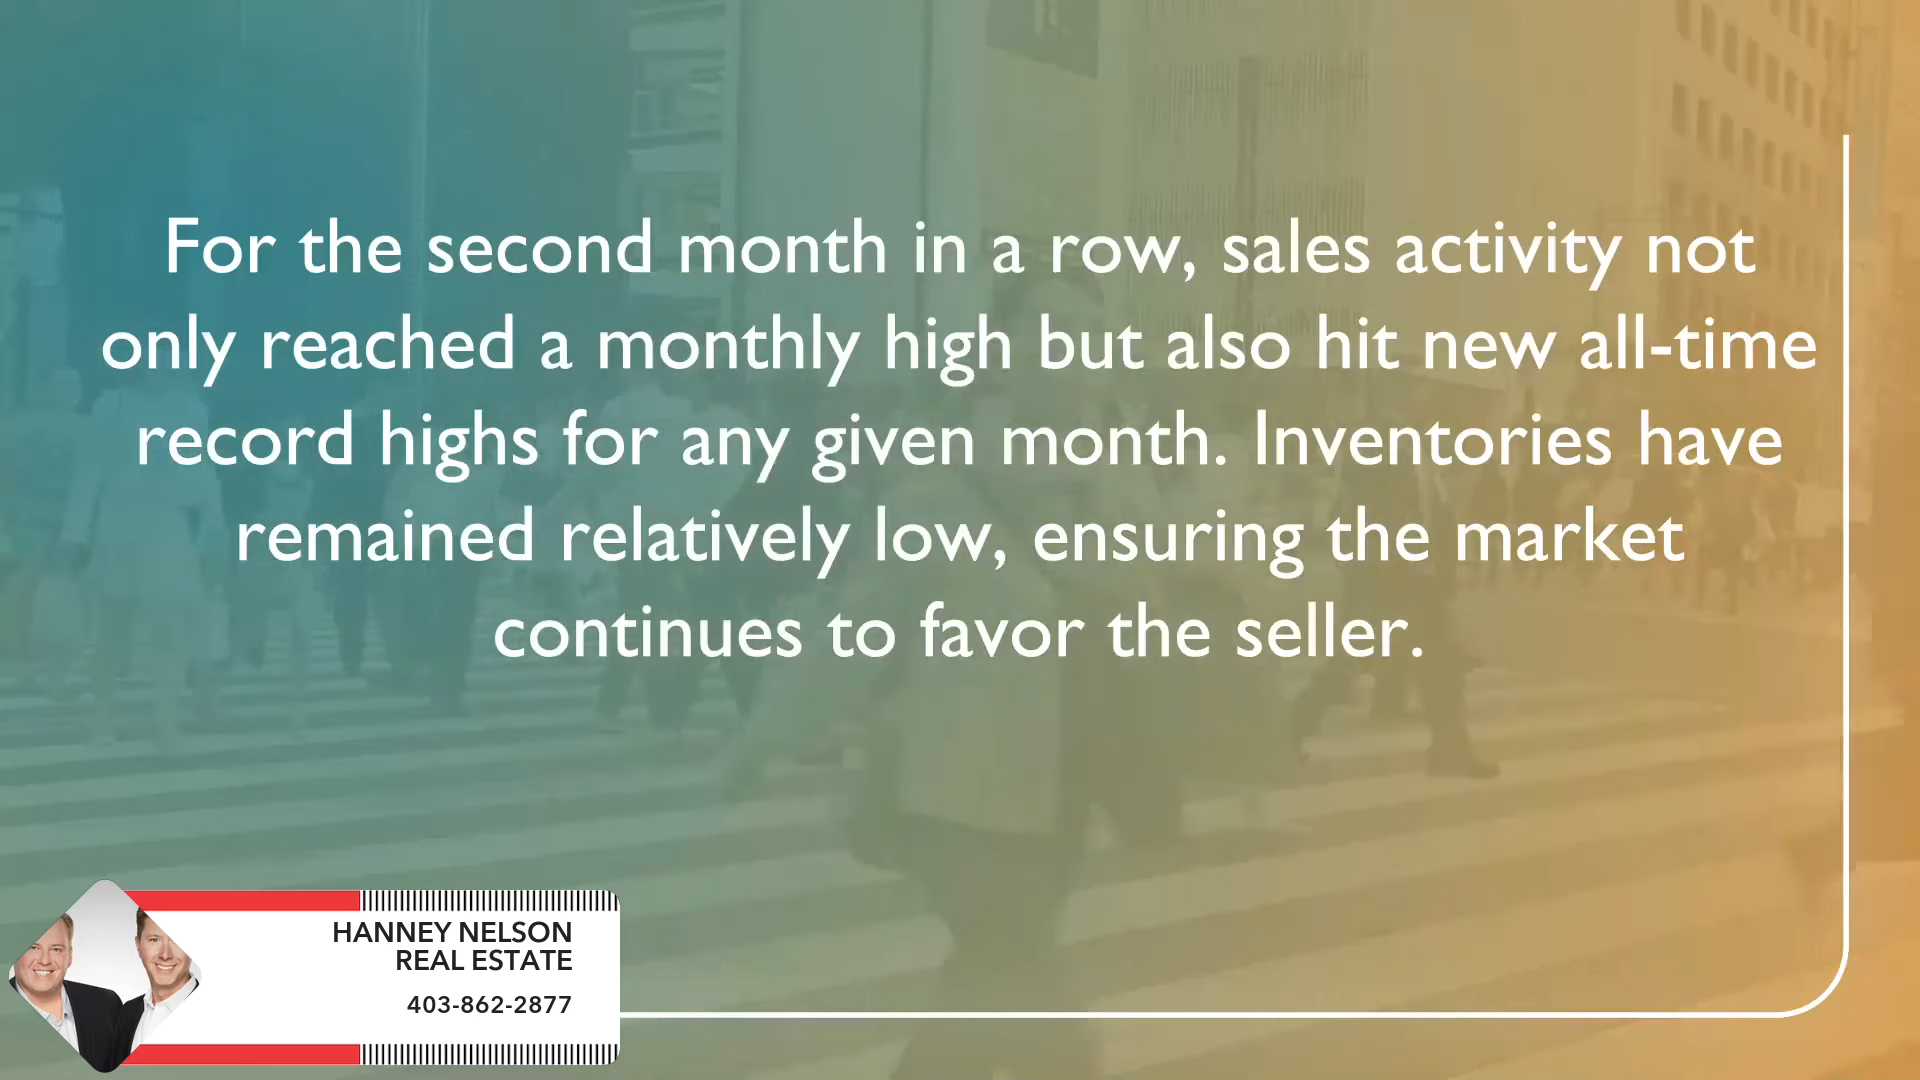 For the second month in a row, sales activity not
only reached a monthly high but also hit new all-time
record highs for any given month. Inventories have
remained relatively low, ensuring the market
continues to favor the seller.
HANNEY NELSON
REAL ESTATE
403-862-2877